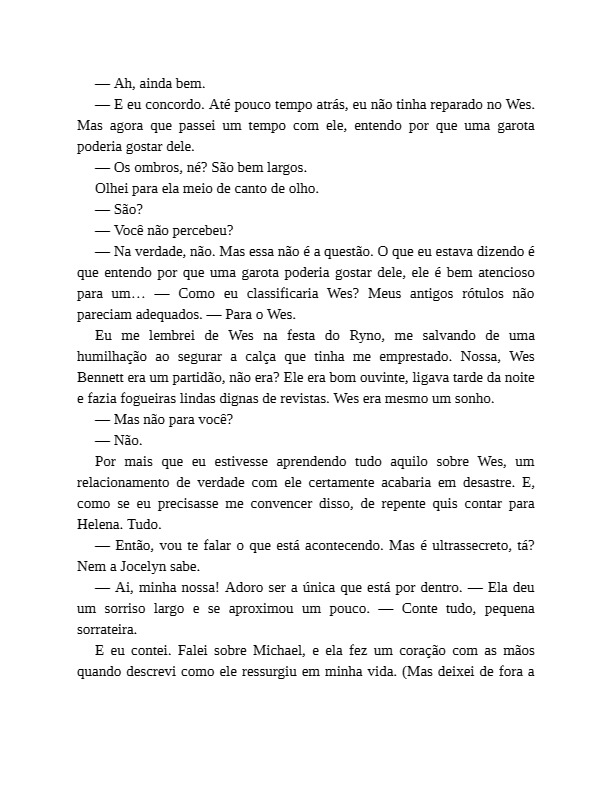 — Ah, ainda bem.
— E eu concordo. Até pouco tempo atrás, eu não tinha reparado no Wes.
Mas agora que passei um tempo com ele, entendo por que uma garota
poderia gostar dele.
— Os ombros, né? São bem largos.
Olhei para ela meio de canto de olho.
— São?
— Você não percebeu?
— Na verdade, não. Mas essa não é a questão. O que eu estava dizendo é
que entendo por que uma garota poderia gostar dele, ele é bem atencioso
para um… — Como eu classificaria Wes? Meus antigos rótulos não
pareciam adequados. — Para o Wes.
Eu me lembrei de Wes na festa do Ryno, me salvando de uma
humilhação ao segurar a calça que tinha me emprestado. Nossa, Wes
Bennett era um partidão, não era? Ele era bom ouvinte, ligava tarde da noite
e fazia fogueiras lindas dignas de revistas. Wes era mesmo um sonho.
— Mas não para você?
— Não.
Por mais que eu estivesse aprendendo tudo aquilo sobre Wes, um
relacionamento de verdade com ele certamente acabaria em desastre. E,
como se eu precisasse me convencer disso, de repente quis contar para
Helena. Tudo.
— Então, vou te falar o que está acontecendo. Mas é ultrassecreto, tá?
Nem a Jocelyn sabe.
— Ai, minha nossa! Adoro ser a única que está por dentro. — Ela deu
um sorriso largo e se aproximou um pouco. — Conte tudo, pequena
sorrateira.
E eu contei. Falei sobre Michael, e ela fez um coração com as mãos
quando descrevi como ele ressurgiu em minha vida. (Mas deixei de fora a